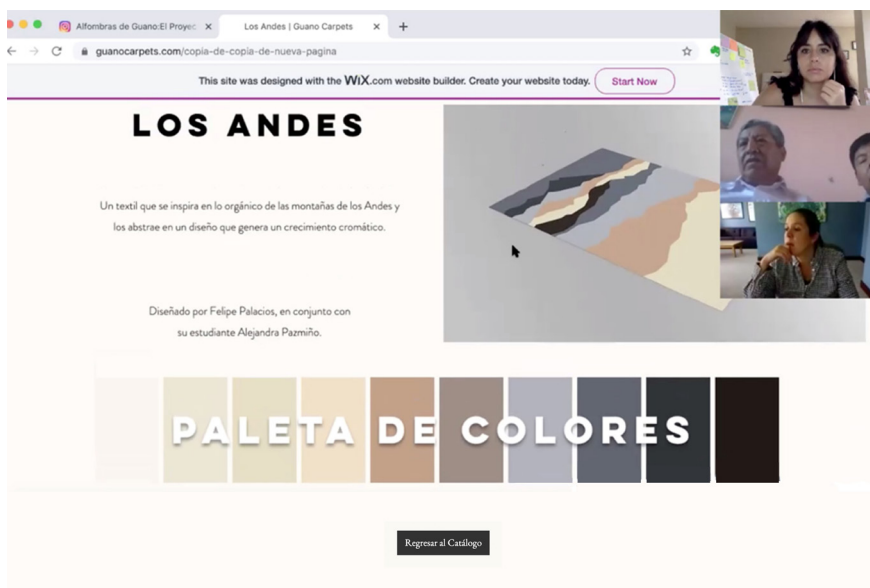 Alfombras de Guano:El Proyec
Los Andes | Guano Carpets
guanocarpets.com/copia-de-copia-de-nueva-pagina
This site was designed with the WiX.com website builder. Create your website today.
Start Now
LOS ANDES
Un textil que se inspira en lo orgánico de las montañas de los Andes y
los abstrae en un diseño que genera un crecimiento cromático.
Diseñado por Felipe Palacios, en conjunto con
su estudiante Alejandra Pazmiño.
PALETA DE COLORES
Regresar al Catálogo